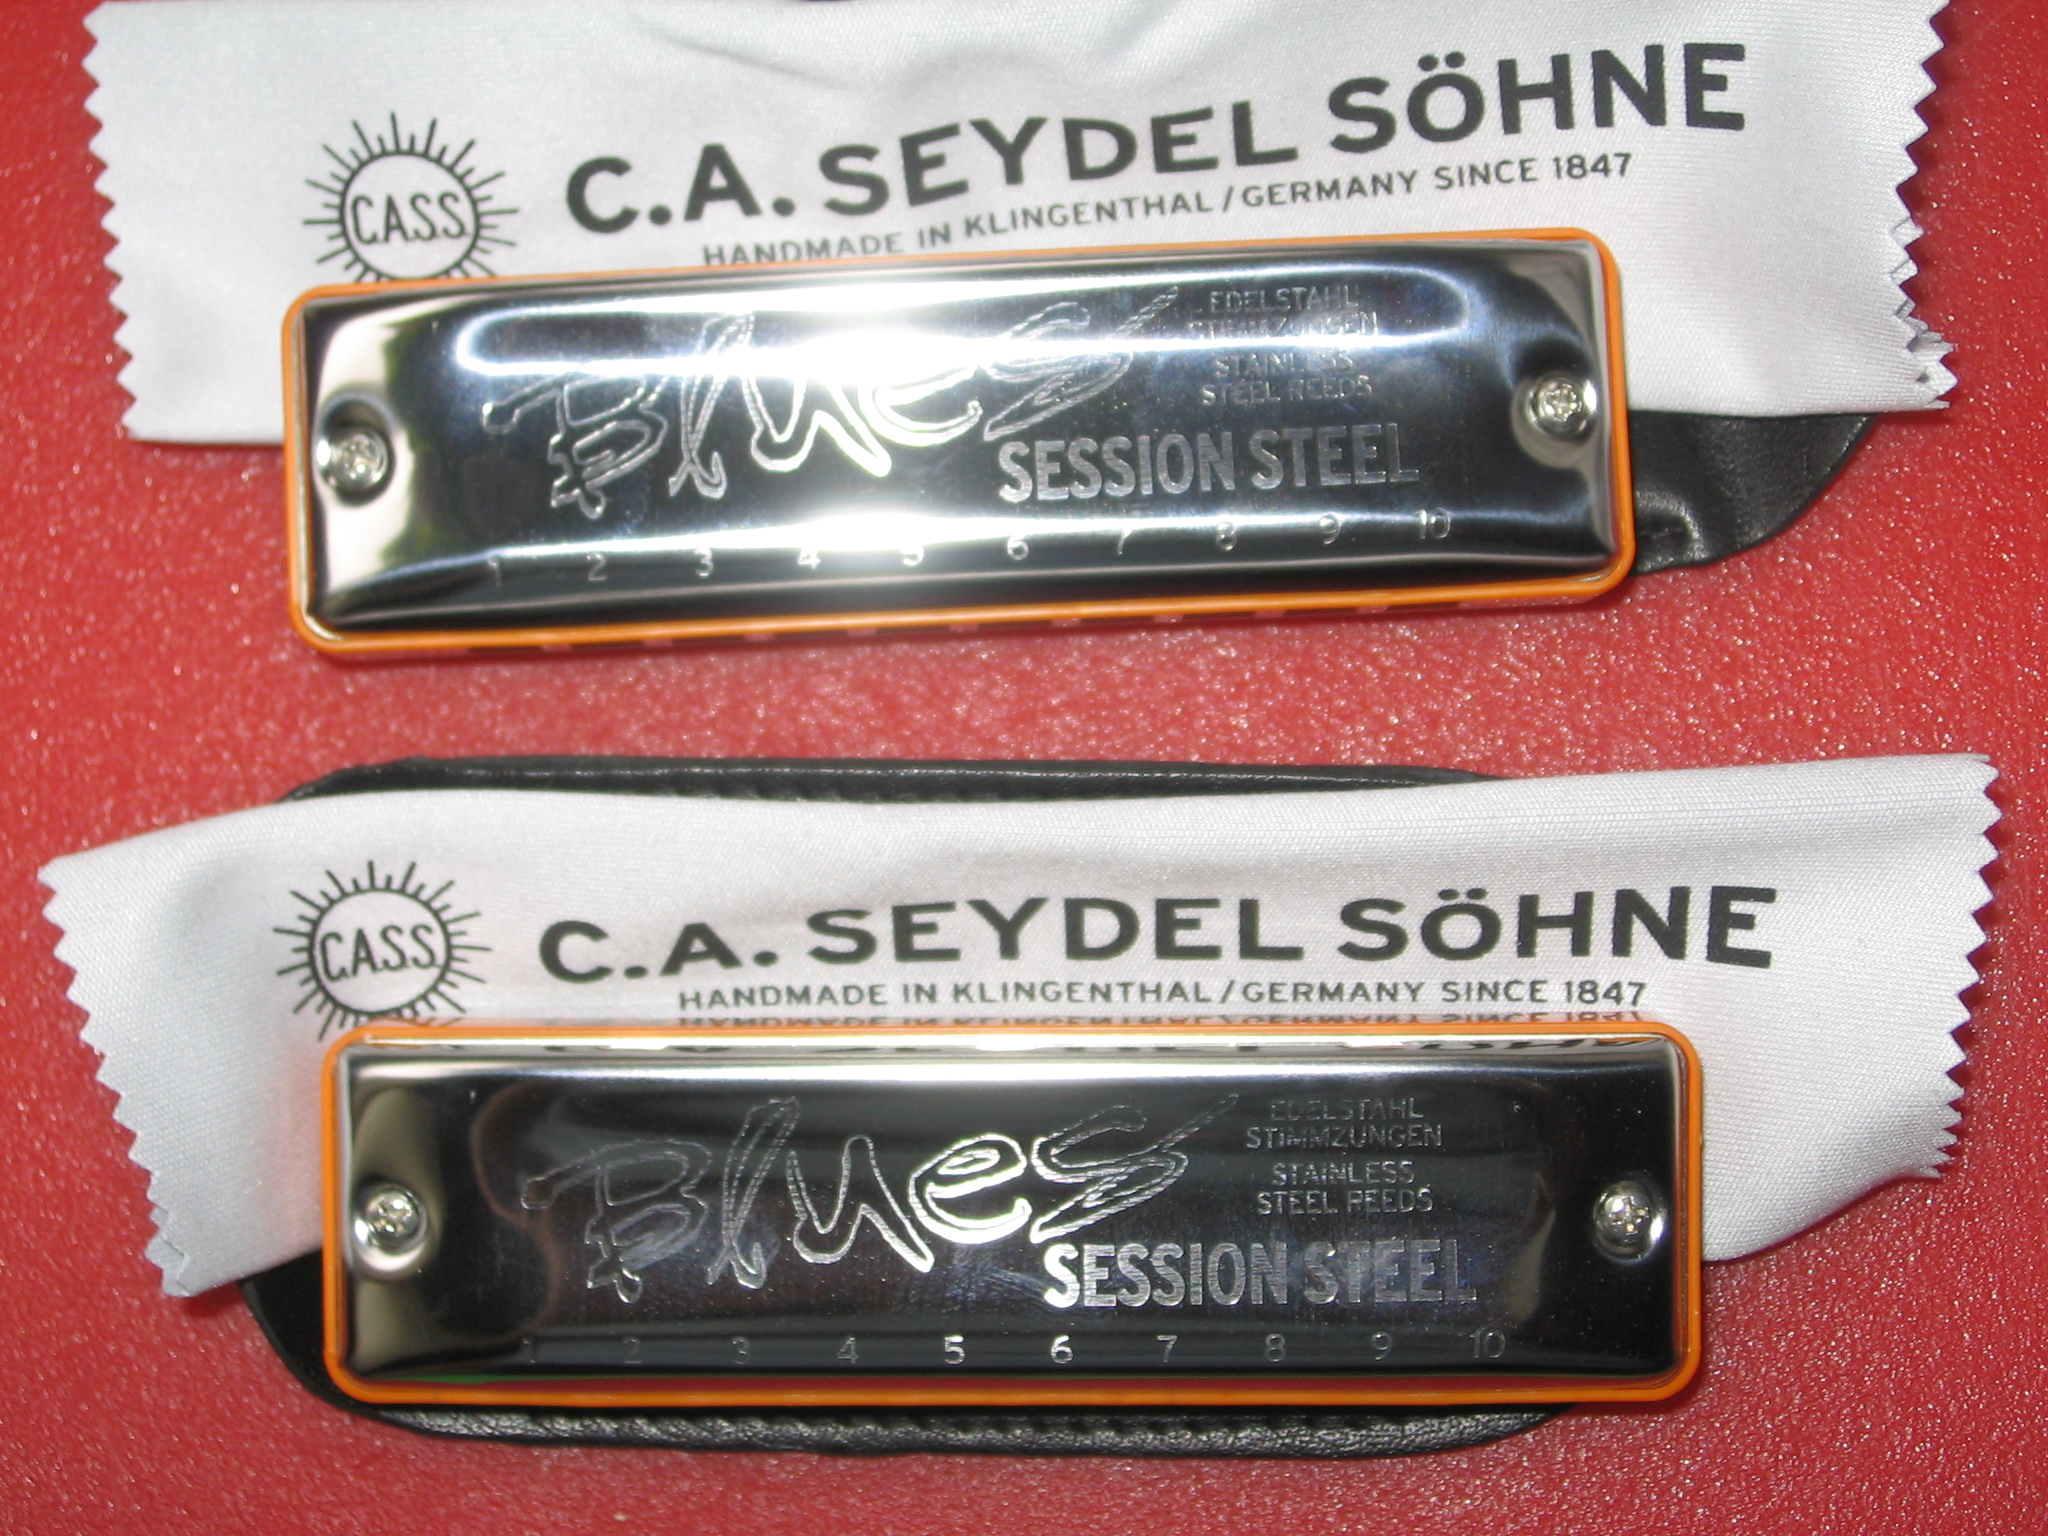 C.A. SEYDEL SÖHNE
HANDMADE IN KLINGENTHAL / GERMANY SINCE 1847
C.A.S.S.
Blues
EDELSTAHL
STIMMZUNGEN
STAINLESS
STEEL REEDS
SESSION STEEL
1 2 3 4 5 6 7 8 9 10
C.A. SEYDEL SÖHNE
C.A.S.S.
HANDMADE IN KLINGENTHAL / GERMANY SINCE 1847
Blues
EDELSTAHL
STIMMZUNGEN
STAINLESS
STEEL REEDS
SESSION STEEL
1 2 3 4 5 6 7 8 9 10